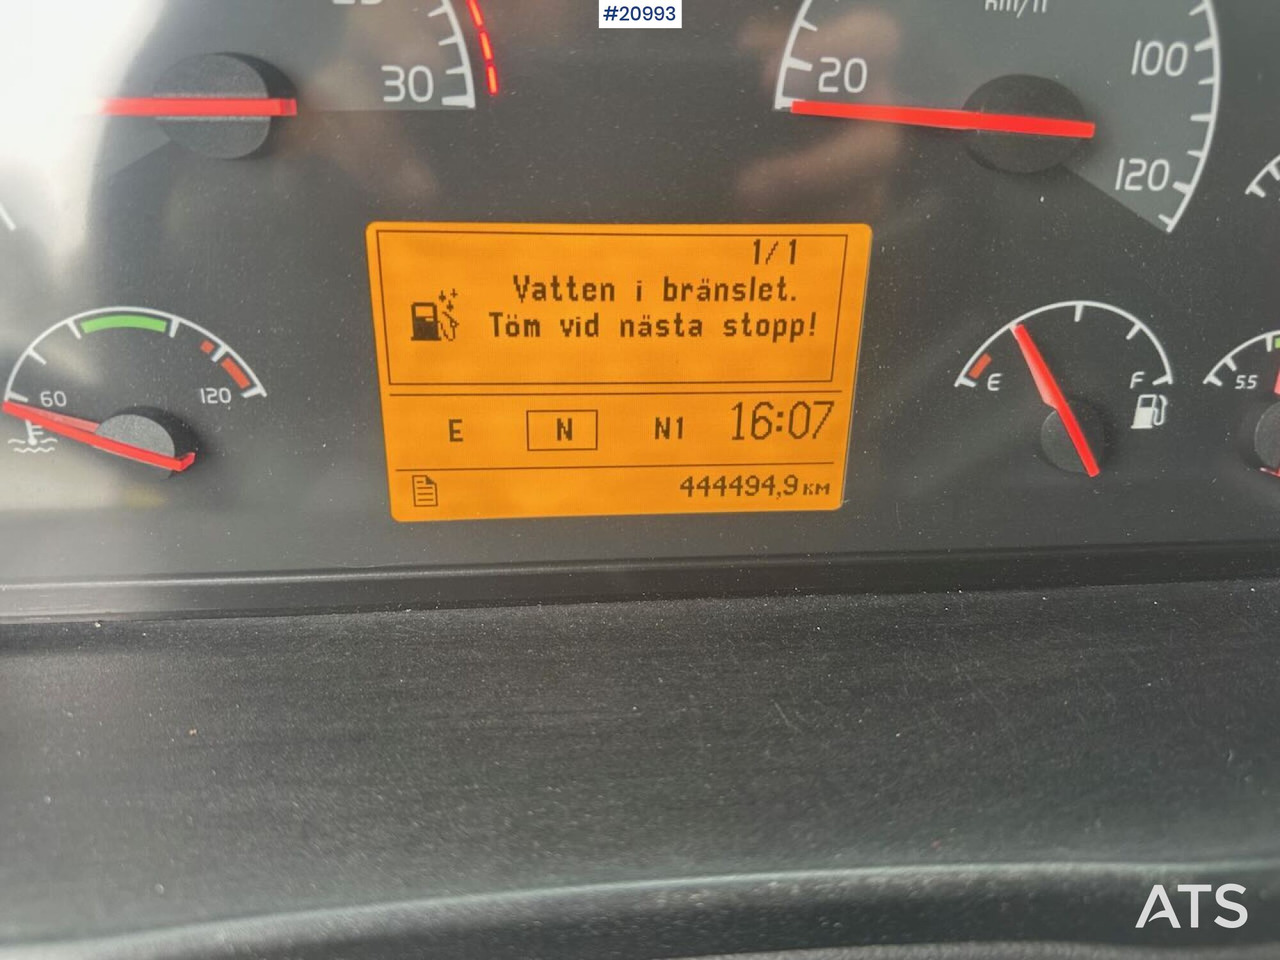 #20993
30
20
km/h
100
120
1/1
Vatten i bränslet.
Töm vid nästa stopp!
60
120
E
F
55
E N N1 16:07
444494,9 км
ATS